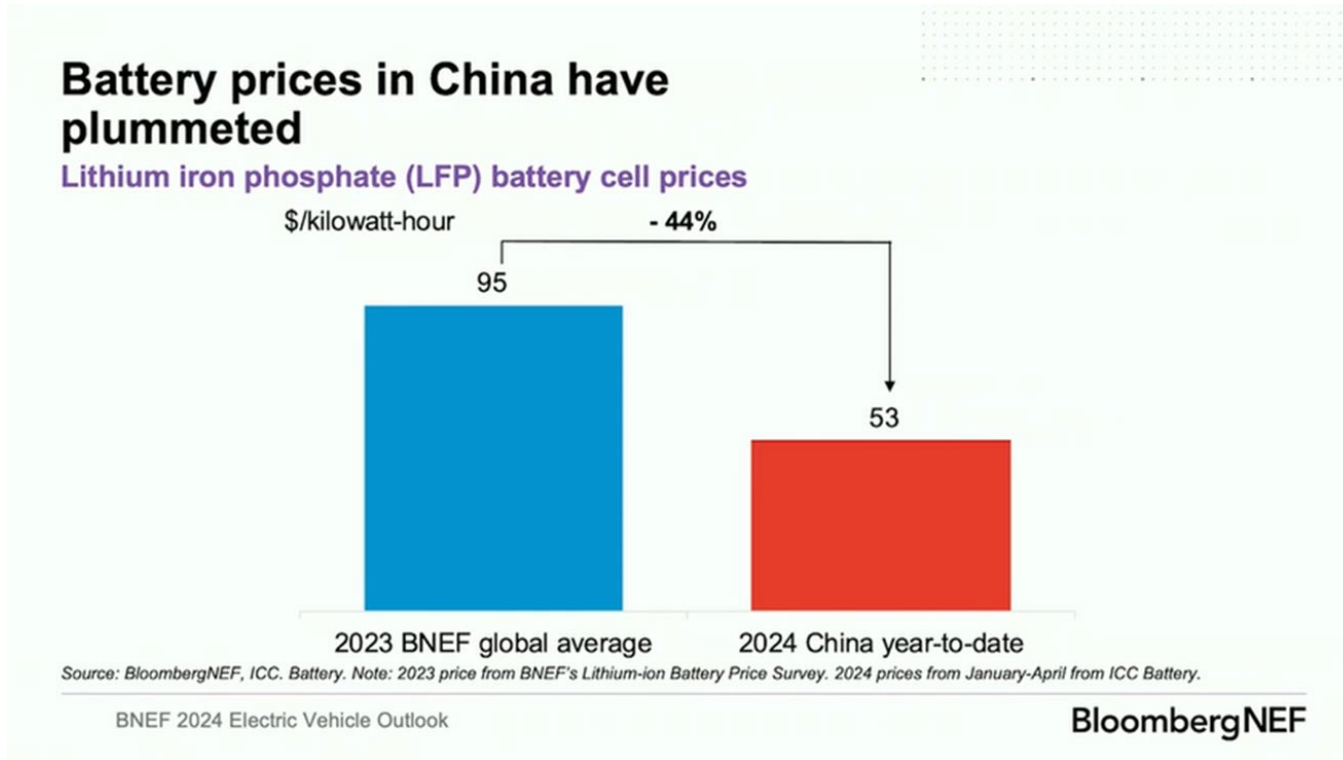 Battery prices in China have
plummeted
Lithium iron phosphate (LFP) battery cell prices
$/kilowatt-hour
- 44%
95
53
2023 BNEF global average
2024 China year-to-date
Source: BloombergNEF, ICC. Battery. Note: 2023 price from BNEF's Lithium-ion Battery Price Survey. 2024 prices from January-April from ICC Battery.
BNEF 2024 Electric Vehicle Outlook
BloombergNEF